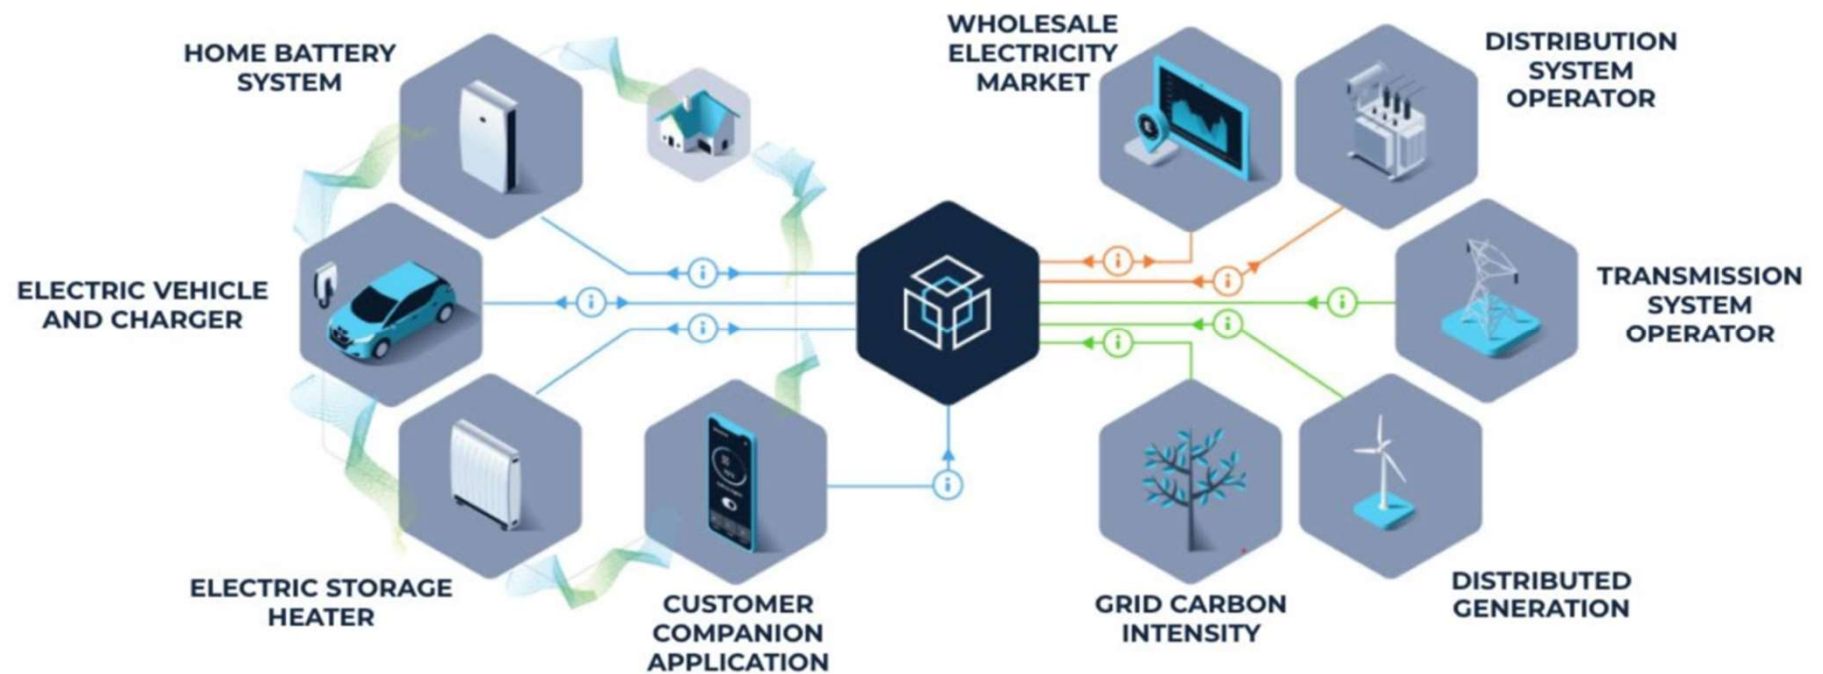 HOME BATTERY
SYSTEM
WHOLESALE
ELECTRICITY
MARKET
DISTRIBUTION
SYSTEM
OPERATOR
ELECTRIC VEHICLE
AND CHARGER
TRANSMISSION
SYSTEM
OPERATOR
i
i
i
i
i
i
i
i
i
ELECTRIC STORAGE
HEATER
CUSTOMER
COMPANION
APPLICATION
GRID CARBON
INTENSITY
DISTRIBUTED
GENERATION